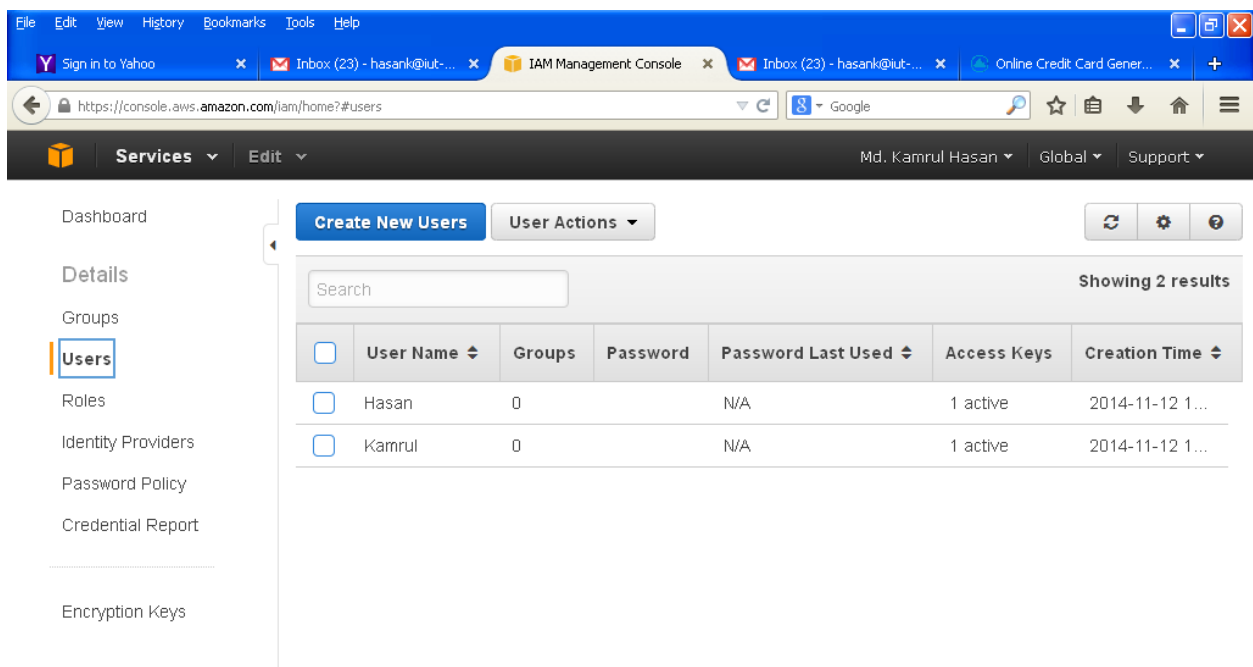 File Edit View History Bookmarks Tools Help
Y Sign in to Yahoo Inbox (23) - hasank@iut-... IAM Management Console Inbox (23) - hasank@iut-... Online Credit Card Gener...
https://console.aws.amazon.com/iam/home?#users 8 Google
Services Edit Md. Kamrul Hasan Global Support
Dashboard
Create New Users User Actions
Details
Search Showing 2 results
Groups
Users
User Name Groups Password Password Last Used Access Keys Creation Time
Roles
Hasan 0 N/A 1 active 2014-11-12 1...
Identity Providers
Kamrul 0 N/A 1 active 2014-11-12 1...
Password Policy
Credential Report
Encryption Keys